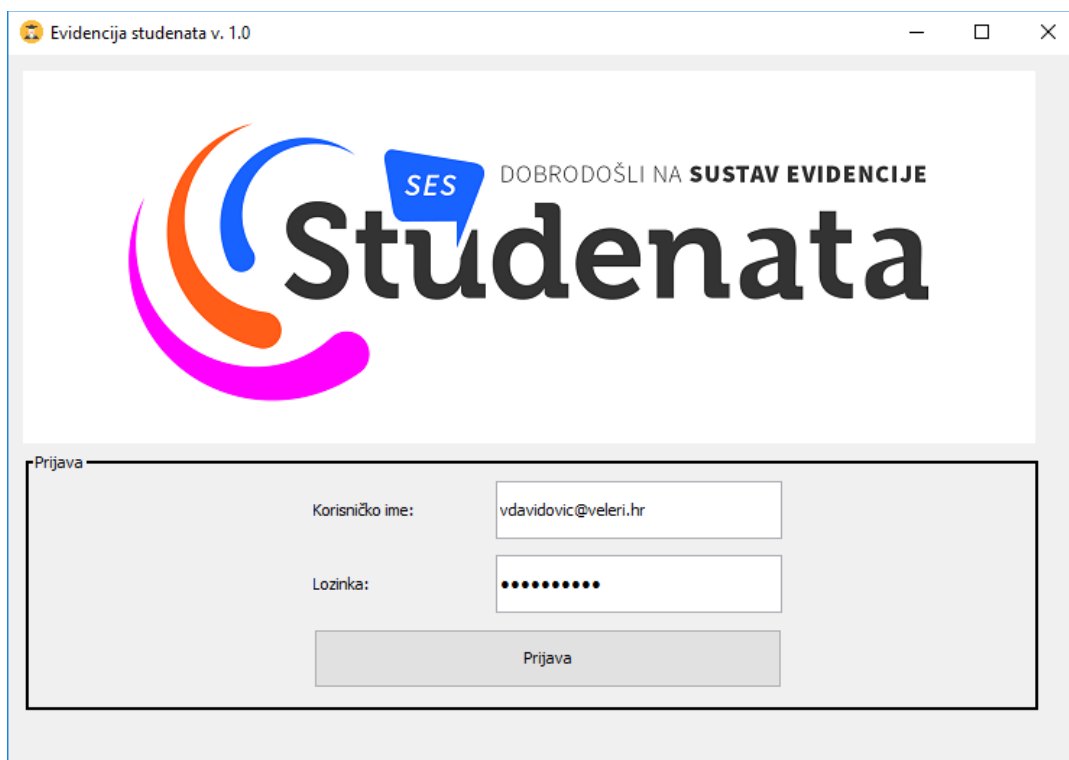 Evidencija studenata v. 1.0
SES
DOBRODOŠLI NA SUSTAV EVIDENCIJE
Studenata
Prijava
Korisničko ime:
vdavidovic@veleri.hr
Lozinka:
••••••••••
Prijava